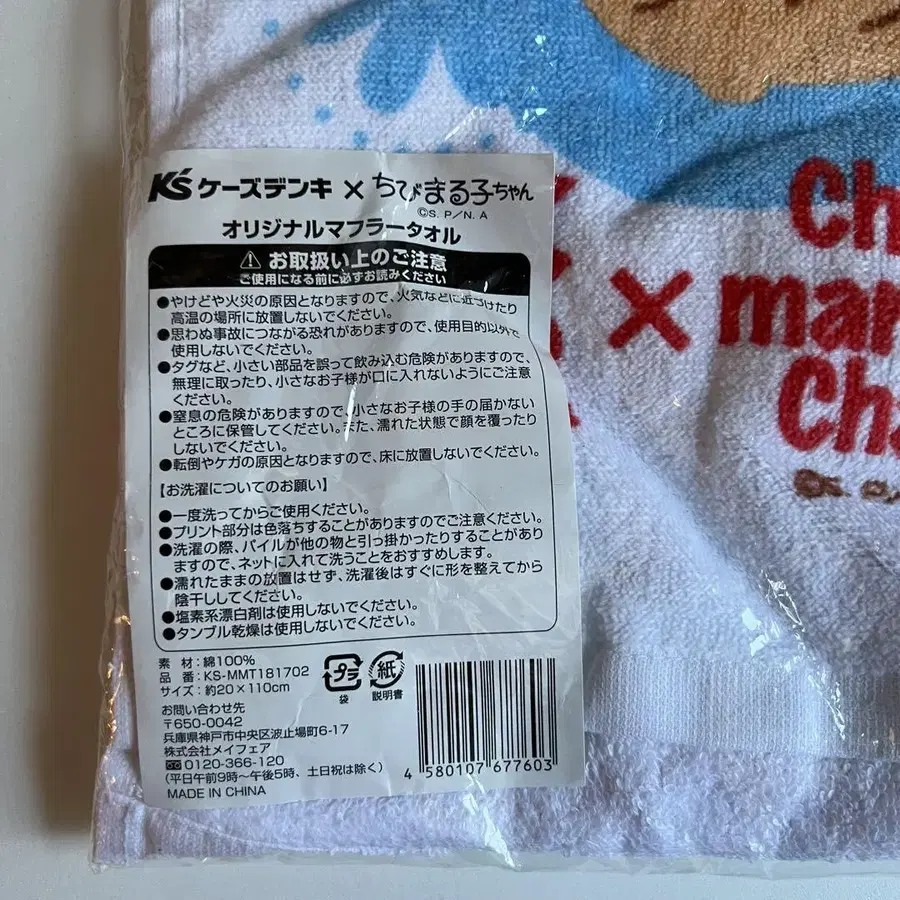 K's ケーズデンキ × ちびまる子ちゃん
©S. P/N. A
オリジナルマフラータオル
⚠ お取扱い上のご注意
ご使用になる前に必ずお読みください
●やけどや火災の原因となりますので、火気などに近づけたり
高温の場所に放置しないでください。
●思わぬ事故につながる恐れがありますので、使用目的以外で
使用しないでください。
●タグなど、小さい部品を誤って飲み込む危険がありますので、
無理に取ったり、小さなお子様が口に入れないようにご注意
ください。
●窒息の危険がありますので、小さなお子様の手の届かない
ところに保管してください。また、濡れた状態で顔を覆ったり
しないでください。
●転倒やケガの原因となりますので、床に放置しないでください。
【お洗濯についてのお願い】
●一度洗ってからご使用ください。
●プリント部分は色落ちすることがありますのでご注意ください。
●洗濯の際、パイルが他の物と引っ掛かったりすることがあり
ますので、ネットに入れて洗うことをおすすめします。
●濡れたままの放置はせず、洗濯後はすぐに形を整えてから
陰干ししてください。
●塩素系漂白剤は使用しないでください。
●タンブル乾燥は使用しないでください。
素 材：綿100%
品 番：KS-MMT181702
サイズ：約20×110cm
プラ
袋
紙
説明書
お問い合わせ先
〒650-0042
兵庫県神戸市中央区波止場町6-17
株式会社メイフェア
0120-366-120
(平日午前9時〜午後5時、土日祝は除く)
MADE IN CHINA
4 580107 677603
Ch
× mar
Cha
©S.